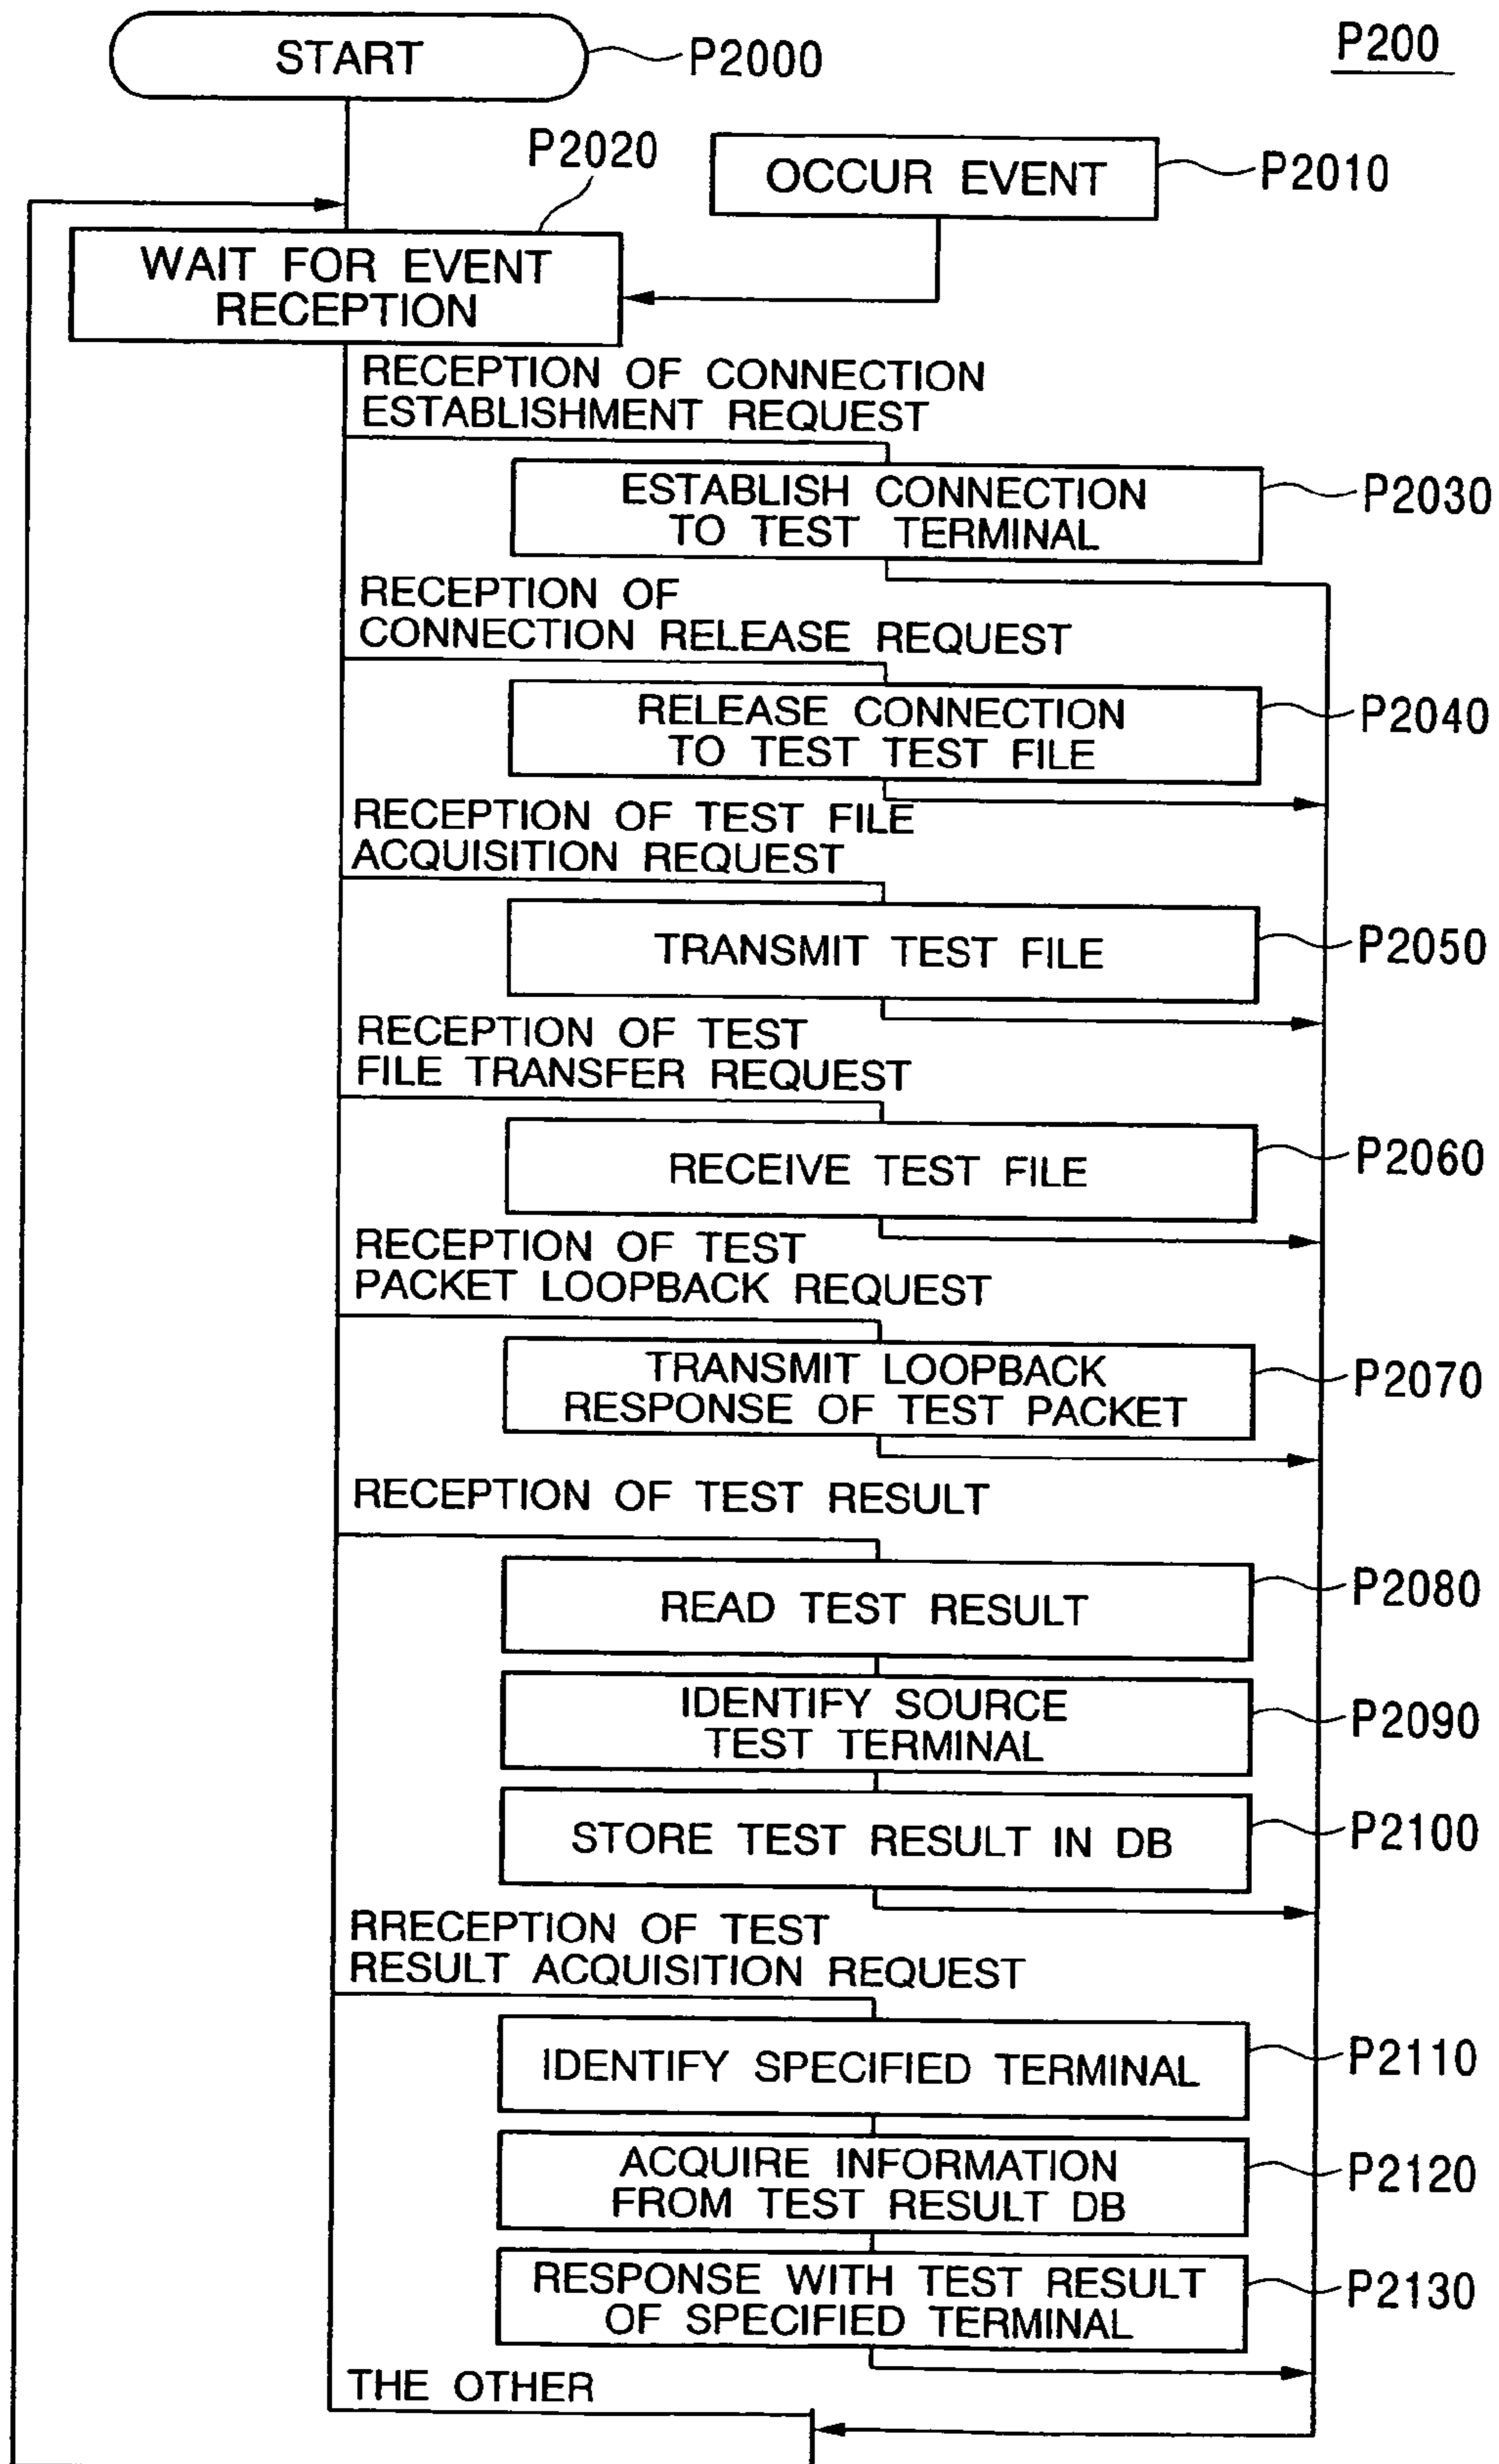 P200
START
P2000
P2020
OCCUR EVENT
P2010
WAIT FOR EVENT
RECEPTION
RECEPTION OF CONNECTION
ESTABLISHMENT REQUEST
ESTABLISH CONNECTION
TO TEST TERMINAL
P2030
RECEPTION OF
CONNECTION RELEASE REQUEST
RELEASE CONNECTION
TO TEST TEST FILE
P2040
RECEPTION OF TEST FILE
ACQUISITION REQUEST
TRANSMIT TEST FILE
P2050
RECEPTION OF TEST
FILE TRANSFER REQUEST
RECEIVE TEST FILE
P2060
RECEPTION OF TEST
PACKET LOOPBACK REQUEST
TRANSMIT LOOPBACK
RESPONSE OF TEST PACKET
P2070
RECEPTION OF TEST RESULT
READ TEST RESULT
P2080
IDENTIFY SOURCE
TEST TERMINAL
P2090
STORE TEST RESULT IN DB
P2100
RRECEPTION OF TEST
RESULT ACQUISITION REQUEST
IDENTIFY SPECIFIED TERMINAL
P2110
ACQUIRE INFORMATION
FROM TEST RESULT DB
P2120
RESPONSE WITH TEST RESULT
OF SPECIFIED TERMINAL
P2130
THE OTHER